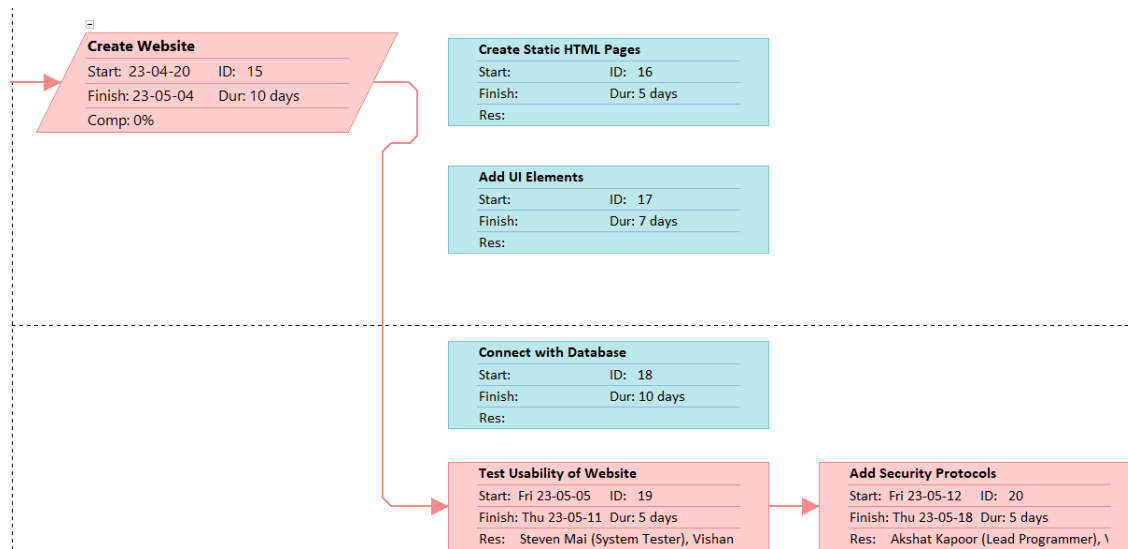 Create Website
Start: 23-04-20 ID: 15
Finish: 23-05-04 Dur: 10 days
Comp: 0%
Create Static HTML Pages
Start: ID: 16
Finish: Dur: 5 days
Res:
Add UI Elements
Start: ID: 17
Finish: Dur: 7 days
Res:
Connect with Database
Start: ID: 18
Finish: Dur: 10 days
Res:
Test Usability of Website
Start: Fri 23-05-05 ID: 19
Finish: Thu 23-05-11 Dur: 5 days
Res: Steven Mai (System Tester), Vishan
Add Security Protocols
Start: Fri 23-05-12 ID: 20
Finish: Thu 23-05-18 Dur: 5 days
Res: Akshat Kapoor (Lead Programmer),